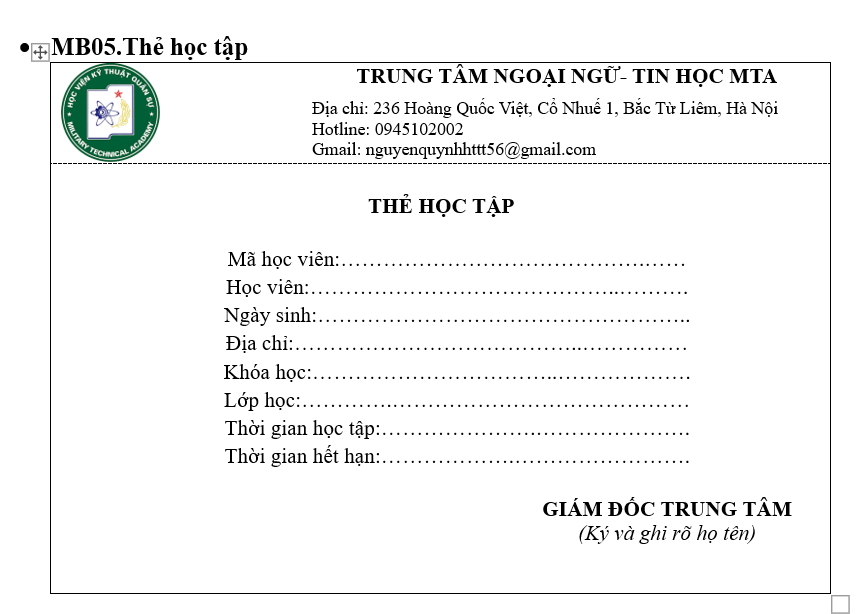 •MB05.Thẻ học tập
HỌC VIỆN KỸ THUẬT QUÂN SỰ
MILITARY TECHNICAL ACADEMY
TRUNG TÂM NGOẠI NGỮ- TIN HỌC MTA
Địa chỉ: 236 Hoàng Quốc Việt, Cổ Nhuế 1, Bắc Từ Liêm, Hà Nội
Hotline: 0945102002
Gmail: nguyenquynhhttt56@gmail.com
THẺ HỌC TẬP
Mã học viên:…………………………………….……
Học viên:……………………………………..……….
Ngày sinh:……………………………………………..
Địa chỉ:…………………………………..……………
Khóa học:……………………………..……………….
Lớp học:………….……………………………………
Thời gian học tập:………………….………………….
Thời gian hết hạn:……………….…………………….
GIÁM ĐỐC TRUNG TÂM
(Ký và ghi rõ họ tên)